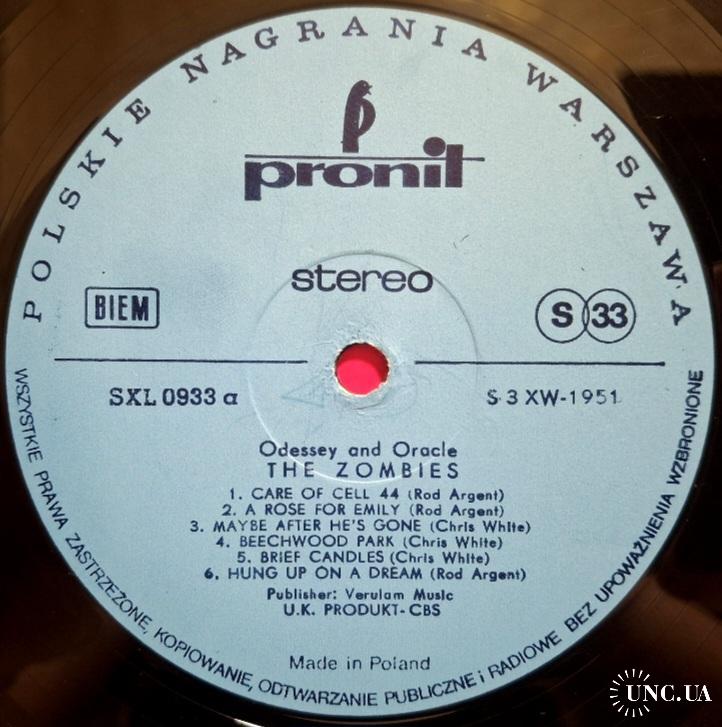 POLSKIE NAGRANIA WARSZAWA
pronit
stereo
BIEM
S 33
SXL 0933 a
S 3 XW-1951
Odessey and Oracle
THE ZOMBIES
1. CARE OF CELL 44 (Rod Argent)
2. A ROSE FOR EMILY (Rod Argent)
3. MAYBE AFTER HE'S GONE (Chris White)
4. BEECHWOOD PARK (Chris White)
5. BRIEF CANDLES (Chris White)
6. HUNG UP ON A DREAM (Rod Argent)
Publisher: Verulam Music
U.K. PRODUKT-CBS
Made in Poland
WSZYSTKIE PRAWA ZASTRZEŻONE, KOPIOWANIE, ODTWARZANIE PUBLICZNE i RADIOWE BEZ UPOWAŻNIENIA WZBRONIONE
UNC.UA